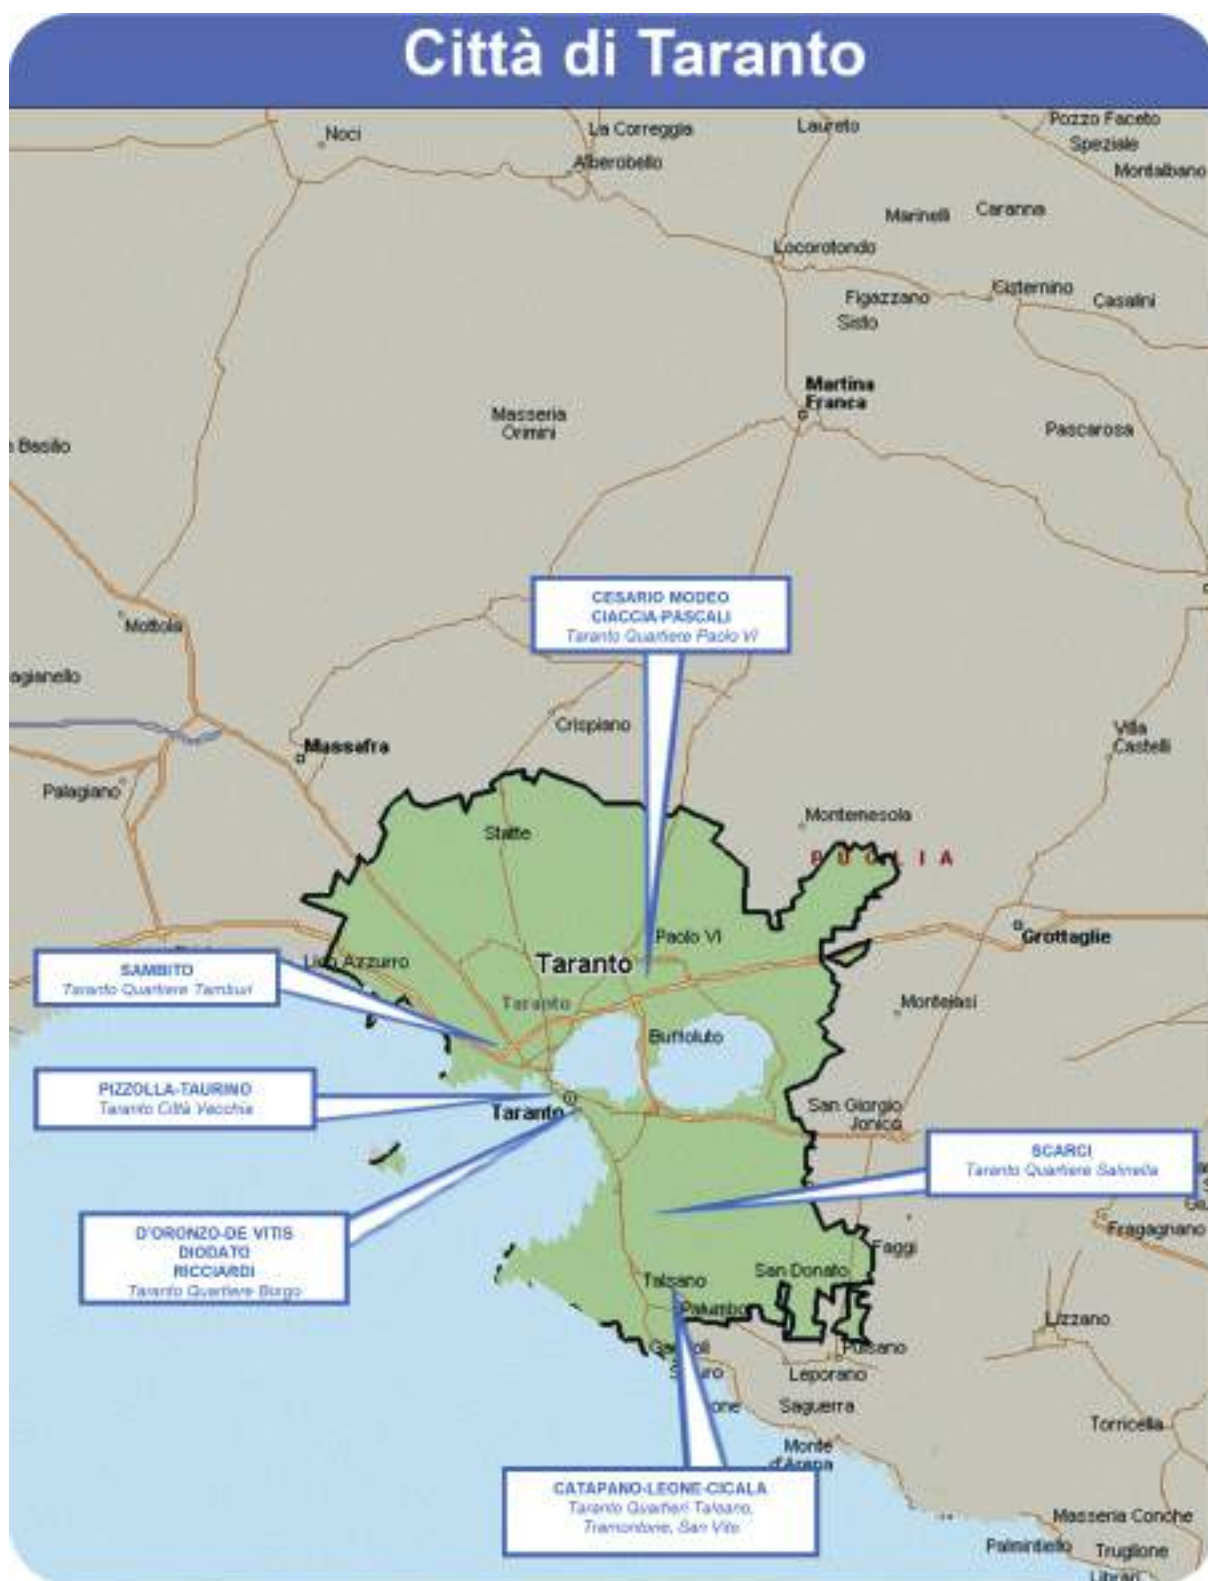 Città di Taranto
Noci
La Correggia
Laureto
Pozzo Faceto
Speziale
Alberobello
Montalbano
Marinelli
Caranna
Locorotondo
Figazzano
Sisto
Cisternino
Casalini
Martina
Franca
Masseria
Orimini
Pascarosa
Basilio
CESARIO MODEO
CIACCIA-PASCALI
Taranto Quartiere Paolo VI
Mottola
agianello
Crispiano
Villa
Castelli
Massafra
Palagiano
Statte
Montemesola
PUGLIA
Paolo VI
Grottaglie
Lido Azzurro
Taranto
SAMBITO
Taranto Quartiere Tamburi
Taranto
Monteiasi
Buffoluto
PIZZOLLA-TAURINO
Taranto Città Vecchia
Taranto
San Giorgio
Jonico
SCARCI
Taranto Quartiere Salinella
D'ORONZO-DE VITIS
DIODATO
RICCIARDI
Taranto Quartiere Borgo
Fragagnano
Faggi
Talsano
San Donato
Palumbo
Lizzano
Pulsano
Leporano
one
Saguerra
Torricella
Monte
d'Arena
CATAPANO-LEONE-CICALA
Taranto Quartieri Talsano,
Tramontone, San Vito
Masseria Conche
Palmintiello
Truglione
Librari